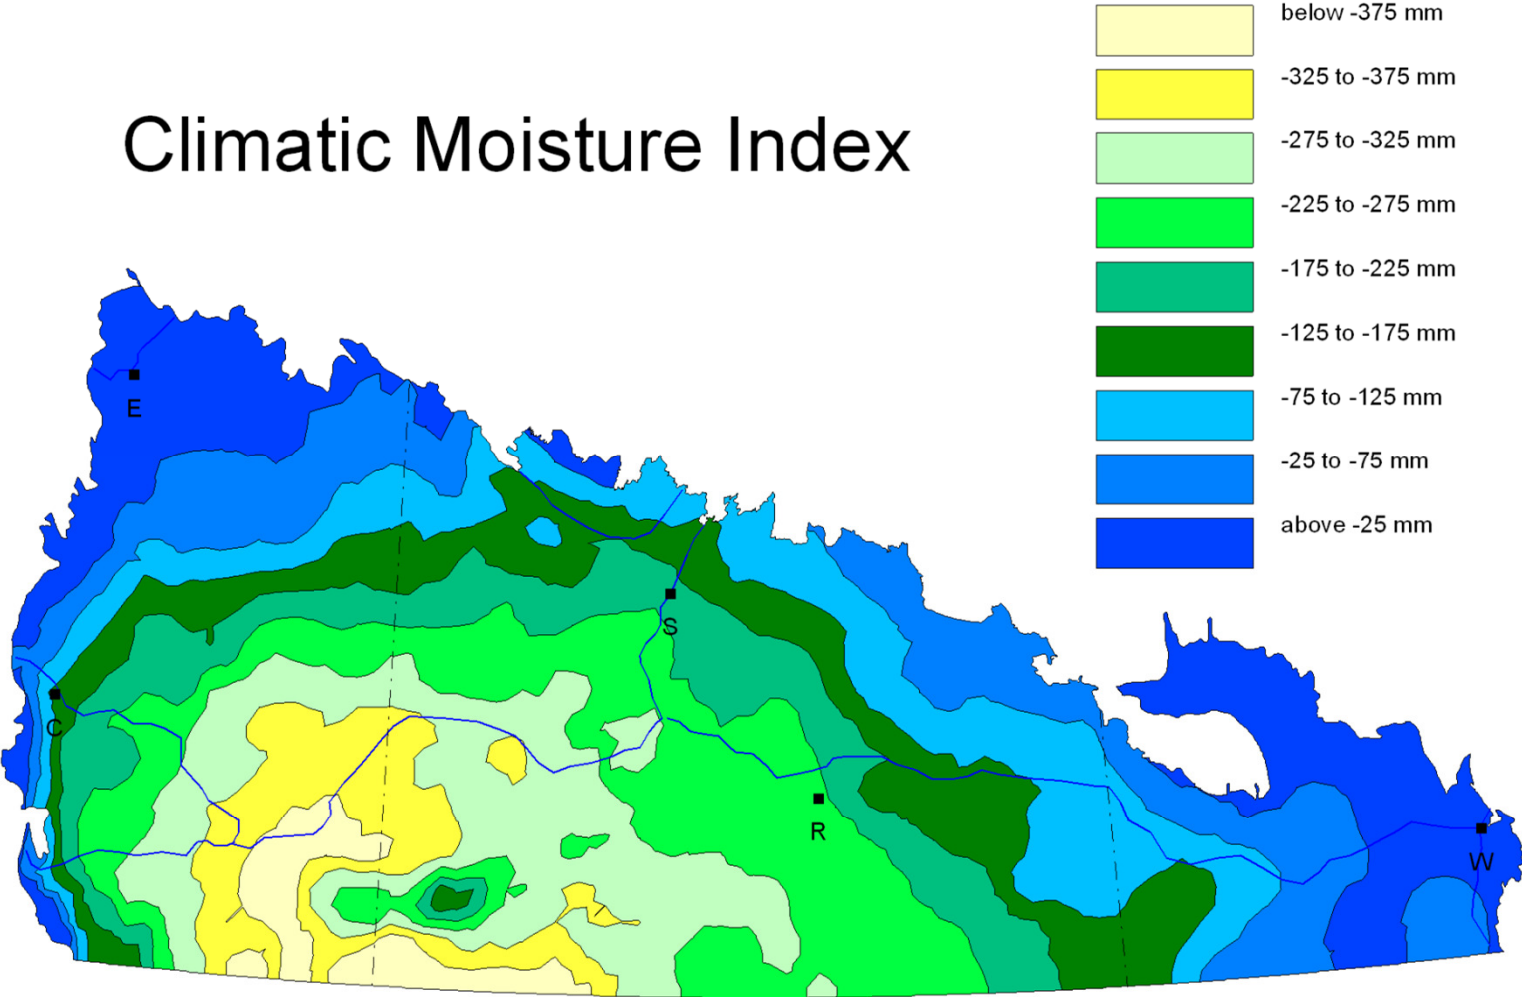 below -375 mm
-325 to -375 mm
Climatic Moisture Index
-275 to -325 mm
-225 to -275 mm
-175 to -225 mm
-125 to -175 mm
-75 to -125 mm
-25 to -75 mm
above -25 mm
E
S
C
R
W